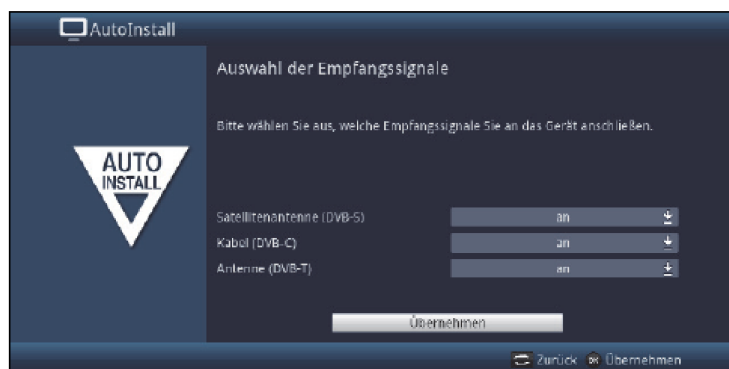 AutoInstall
Auswahl der Empfangssignale
Bitte wählen Sie aus, welche Empfangssignale Sie an das Gerät anschließen.
AUTO
INSTALL
Satellitenantenne (DVB-S) an
Kabel (DVB-C) an
Antenne (DVB-T) an
Übernehmen
Zurück OK Übernehmen